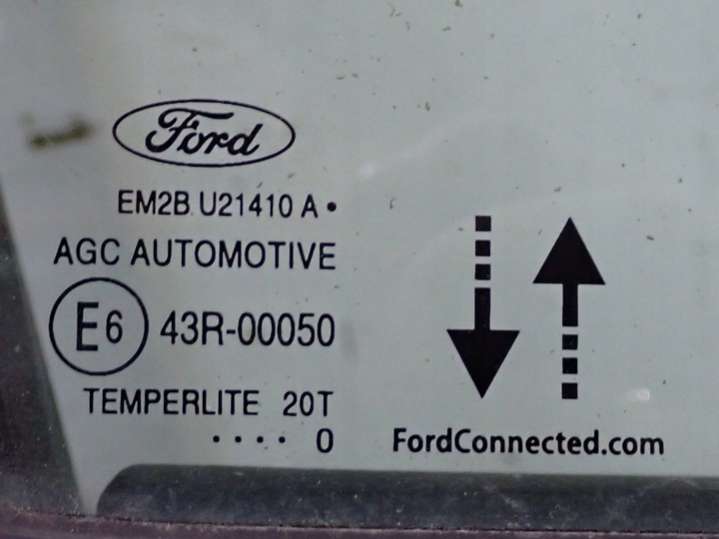 Ford
EM2B U21410 A •
AGC AUTOMOTIVE
E6 43R-00050
TEMPERLITE 20T
···· 0
FordConnected.com